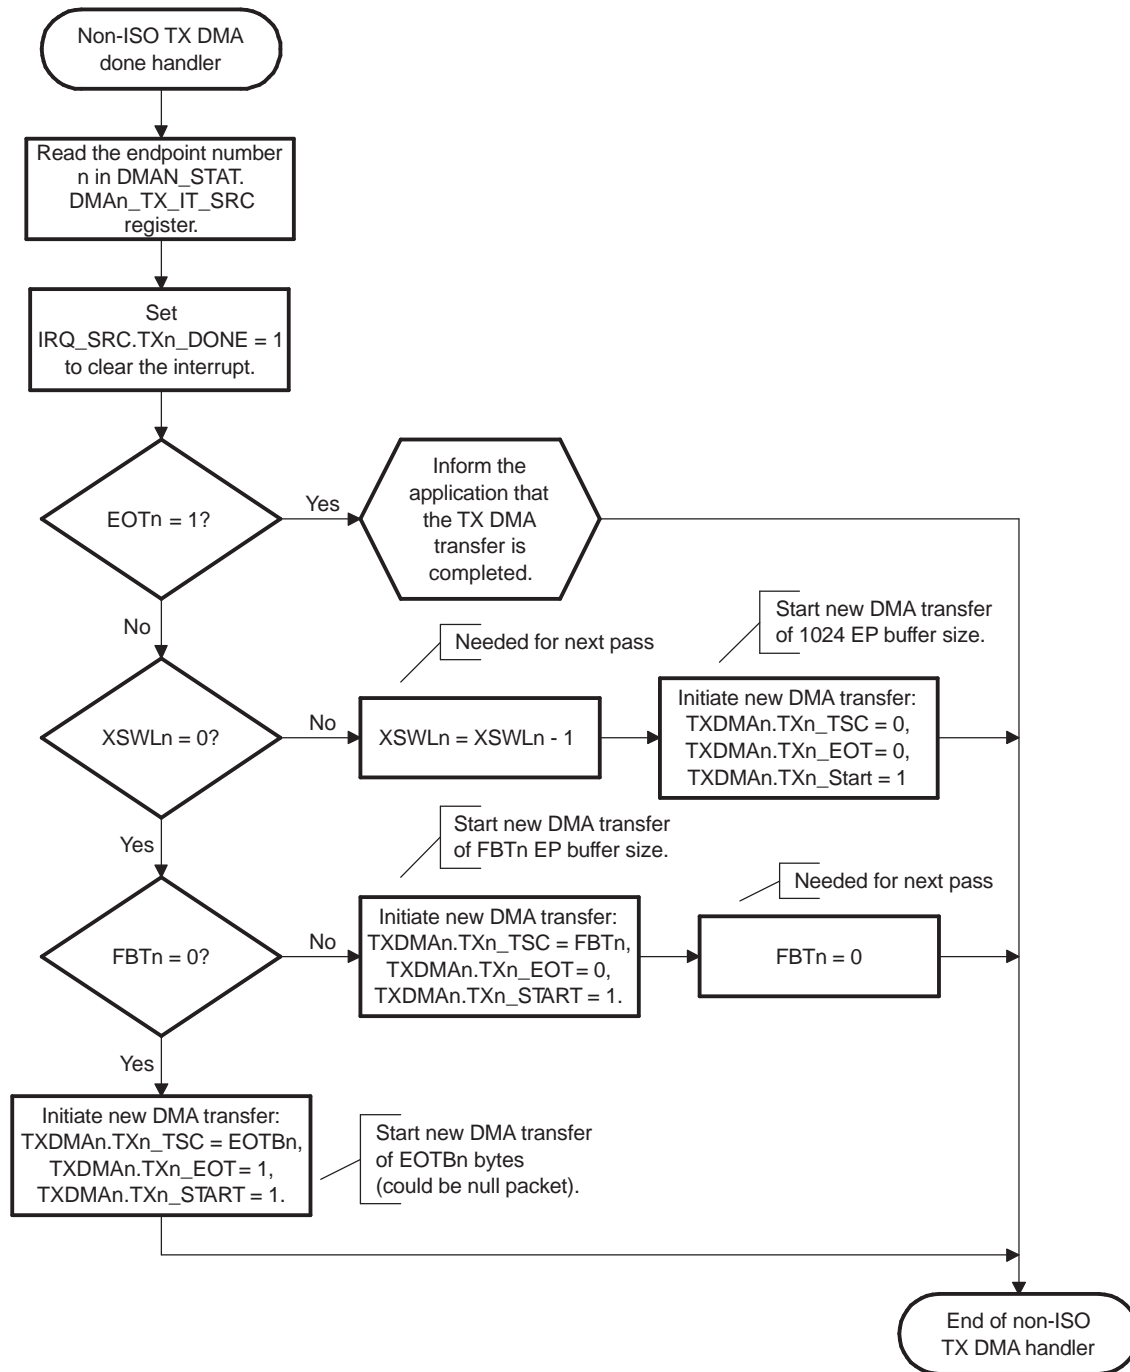 Non-ISO TX DMA
done handler
Read the endpoint number
n in DMAN_STAT.
DMAn_TX_IT_SRC
register.
Set
IRQ_SRC.TXn_DONE = 1
to clear the interrupt.
EOTn = 1?
Yes
Inform the
application that
the TX DMA
transfer is
completed.
No
Needed for next pass
Start new DMA transfer
of 1024 EP buffer size.
XSWLn = 0?
No
XSWLn = XSWLn - 1
Initiate new DMA transfer:
TXDMAn.TXn_TSC = 0,
TXDMAn.TXn_EOT = 0,
TXDMAn.TXn_Start = 1
Yes
Start new DMA transfer
of FBTn EP buffer size.
Needed for next pass
FBTn = 0?
No
Initiate new DMA transfer:
TXDMAn.TXn_TSC = FBTn,
TXDMAn.TXn_EOT = 0,
TXDMAn.TXn_START = 1.
FBTn = 0
Yes
Initiate new DMA transfer:
TXDMAn.TXn_TSC = EOTBn,
TXDMAn.TXn_EOT = 1,
TXDMAn.TXn_START = 1.
Start new DMA transfer
of EOTBn bytes
(could be null packet).
End of non-ISO
TX DMA handler